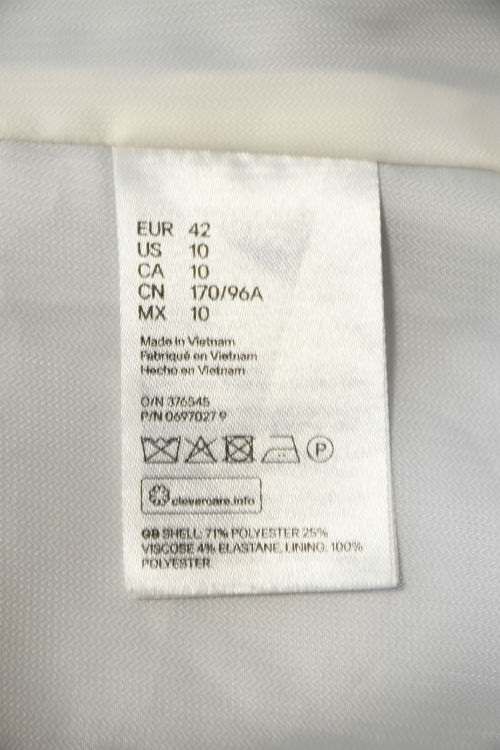 EUR 42
US 10
CA 10
CN 170/96A
MX 10
Made in Vietnam
Fabriqué en Vietnam
Hecho en Vietnam
O/N 376545
P/N 0697027 9
P
clevercare.info
GB SHELL: 71% POLYESTER 25%
VISCOSE 4% ELASTANE. LINING: 100%
POLYESTER